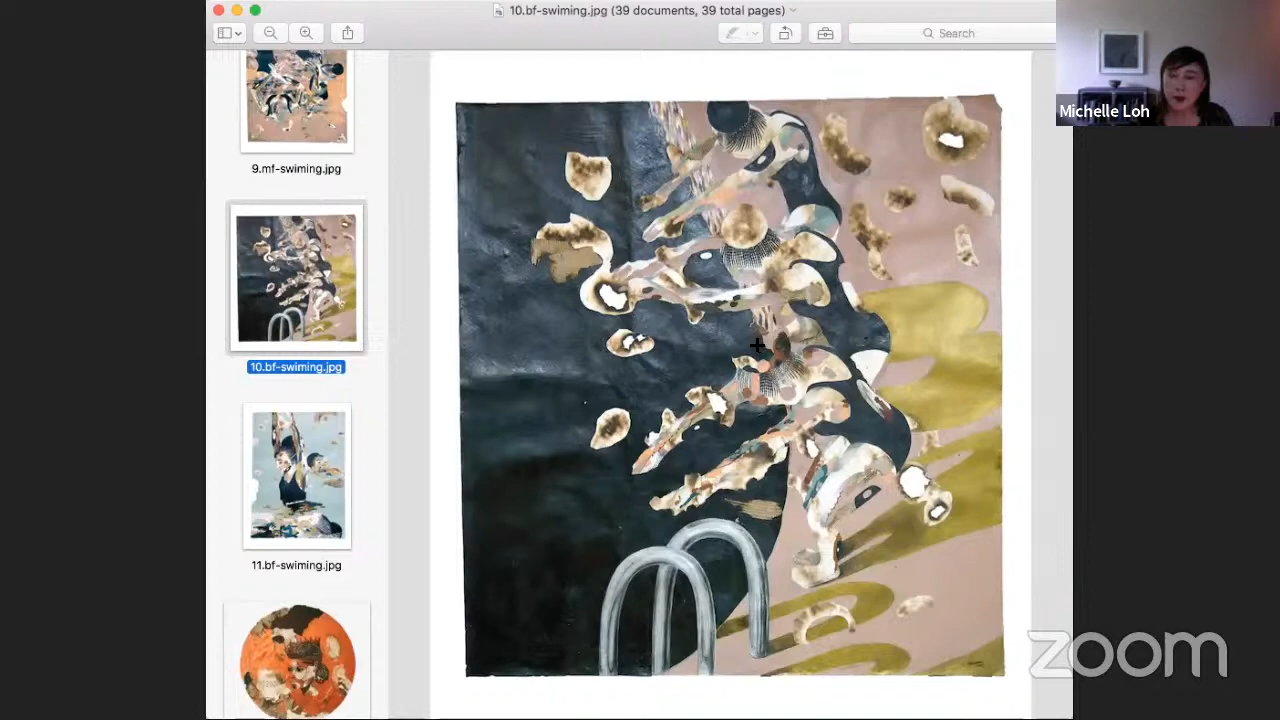 10.bf-swiming.jpg (39 documents, 39 total pages)
Search
Michelle Loh
9.mf-swiming.jpg
10.bf-swiming.jpg
11.bf-swiming.jpg
zoom